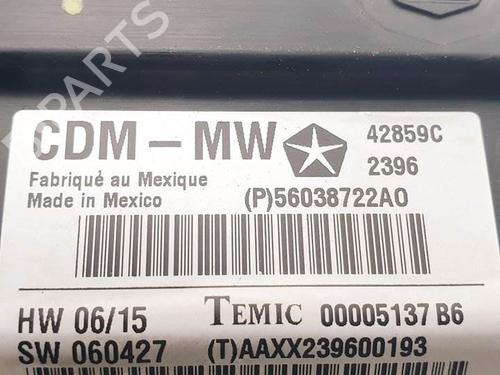 B-PARTS
CDM – MW 42859C
2396
Fabriqué au Mexique
Made in Mexico (P)56038722AO
HW 06/15 TEMIC 00005137 B6
SW 060427 (T)AAXX239600193